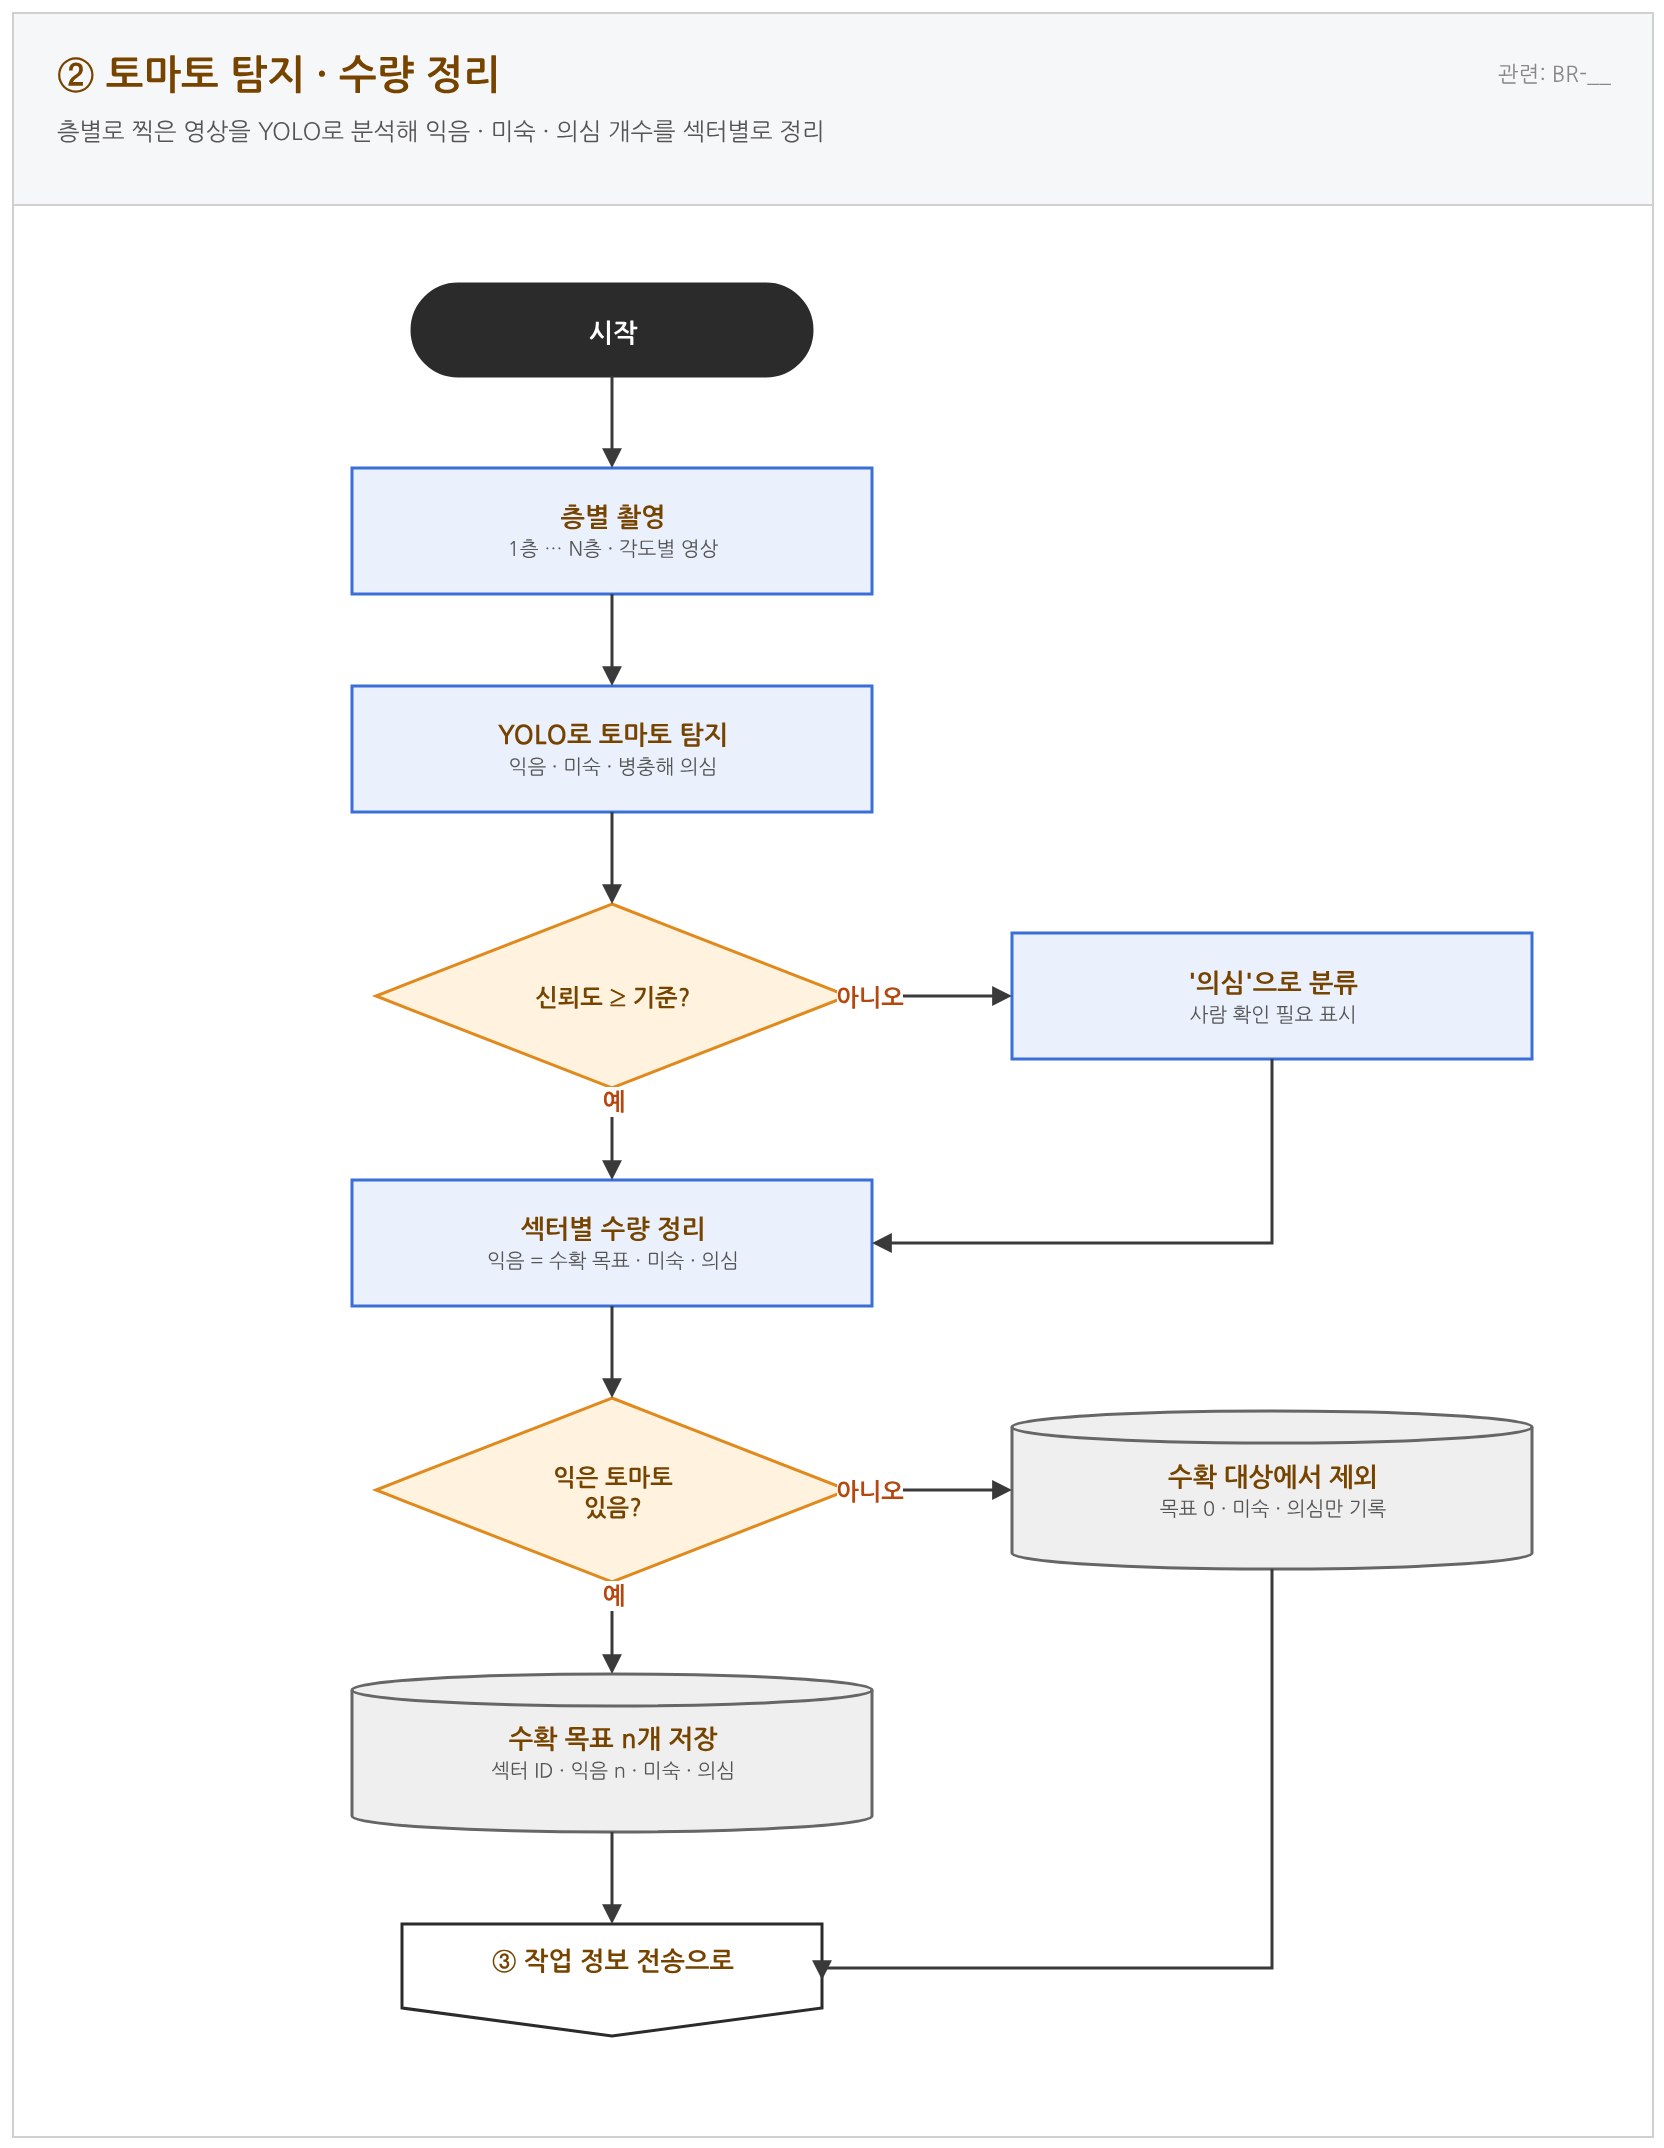 ② 토마토 탐지 · 수량 정리
관련: BR-__
층별로 찍은 영상을 YOLO로 분석해 익음 · 미숙 · 의심 개수를 섹터별로 정리
시작
층별 촬영
1층 ··· N층 · 각도별 영상
YOLO로 토마토 탐지
익음 · 미숙 · 병충해 의심
신뢰도 ≥ 기준?
아니오
'의심'으로 분류
사람 확인 필요 표시
예
섹터별 수량 정리
익음 = 수확 목표 · 미숙 · 의심
익은 토마토
있음?
아니오
수확 대상에서 제외
목표 0 · 미숙 · 의심만 기록
예
수확 목표 n개 저장
섹터 ID · 익음 n · 미숙 · 의심
③ 작업 정보 전송으로